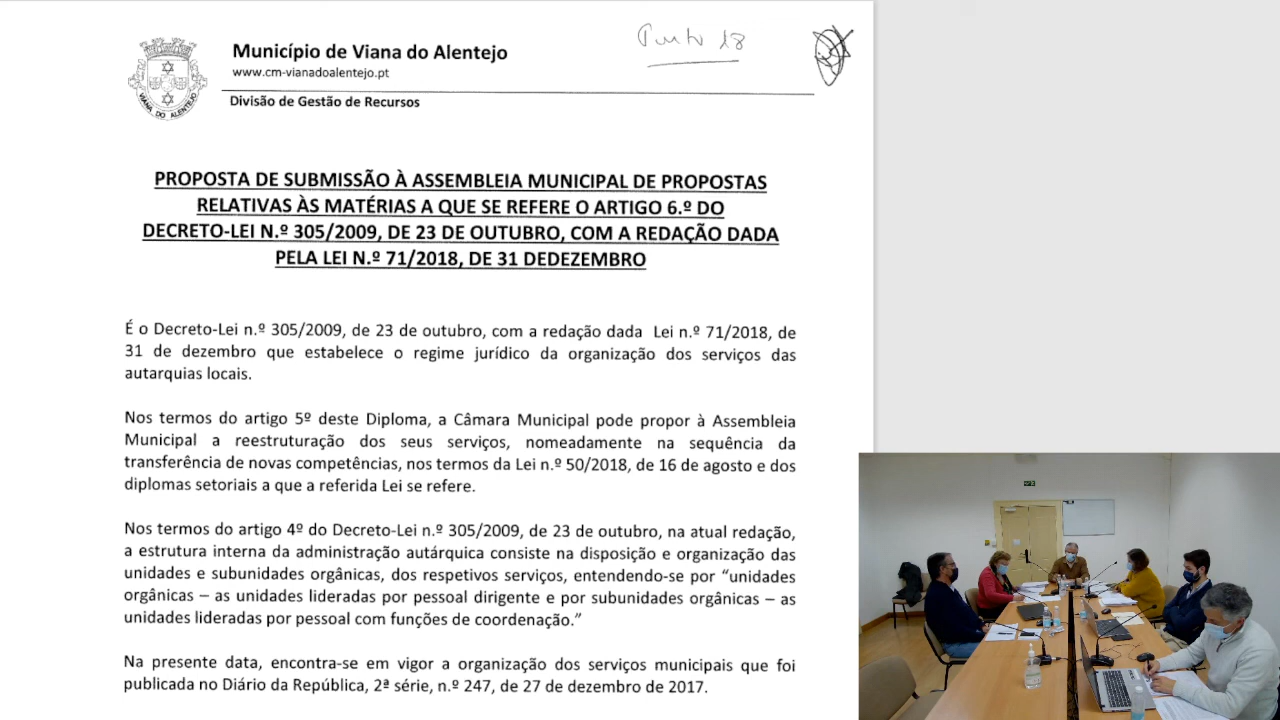 Município de Viana do Alentejo
www.cm-vianadoalentejo.pt
Divisão de Gestão de Recursos
VIANA DO ALENTEJO
Ponto 18
PROPOSTA DE SUBMISSÃO À ASSEMBLEIA MUNICIPAL DE PROPOSTAS
RELATIVAS ÀS MATÉRIAS A QUE SE REFERE O ARTIGO 6.º DO
DECRETO-LEI N.º 305/2009, DE 23 DE OUTUBRO, COM A REDAÇÃO DADA
PELA LEI N.º 71/2018, DE 31 DEDEZEMBRO
É o Decreto-Lei n.º 305/2009, de 23 de outubro, com a redação dada Lei n.º 71/2018, de
31 de dezembro que estabelece o regime jurídico da organização dos serviços das
autarquias locais.
Nos termos do artigo 5º deste Diploma, a Câmara Municipal pode propor à Assembleia
Municipal a reestruturação dos seus serviços, nomeadamente na sequência da
transferência de novas competências, nos termos da Lei n.º 50/2018, de 16 de agosto e dos
diplomas setoriais a que a referida Lei se refere.
Nos termos do artigo 4º do Decreto-Lei n.º 305/2009, de 23 de outubro, na atual redação,
a estrutura interna da administração autárquica consiste na disposição e organização das
unidades e subunidades orgânicas, dos respetivos serviços, entendendo-se por “unidades
orgânicas – as unidades lideradas por pessoal dirigente e por subunidades orgânicas – as
unidades lideradas por pessoal com funções de coordenação.”
Na presente data, encontra-se em vigor a organização dos serviços municipais que foi
publicada no Diário da República, 2ª série, n.º 247, de 27 de dezembro de 2017.